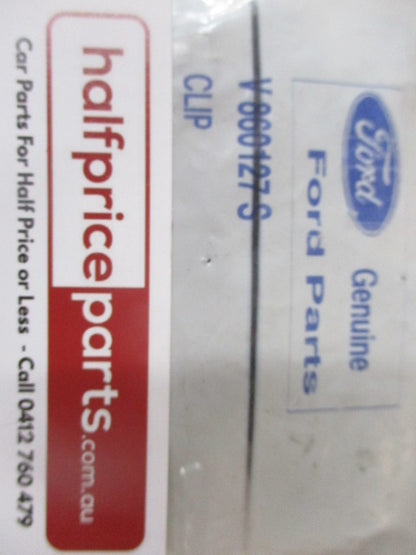 Ford
Genuine
Ford Parts
V 860127 S
CLIP
halfpriceparts.com.au
Car Parts For Half Price or Less - Call 0412 760 479